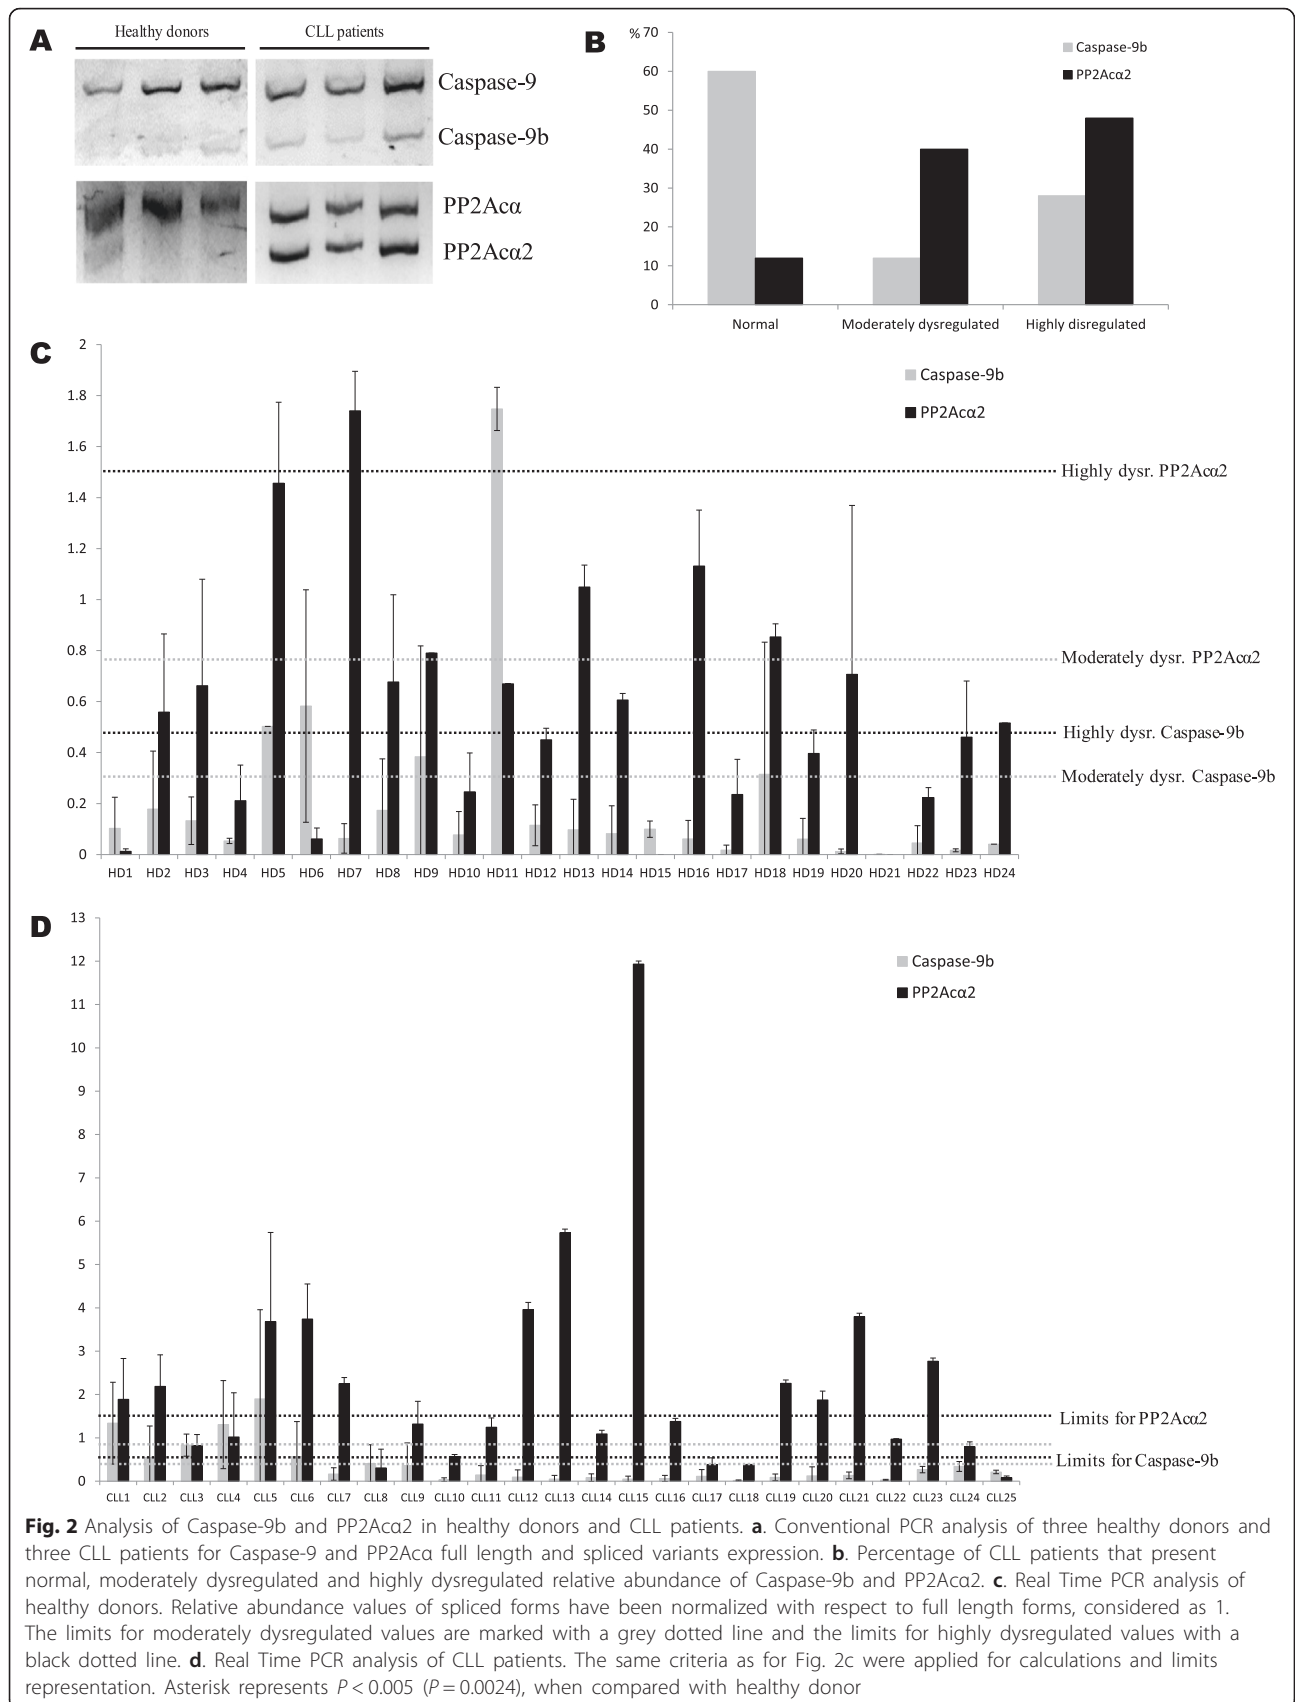 A
Healthy donors
CLL patients
Caspase-9
Caspase-9b
PP2Acα
PP2Acα2
B
% 70
60
50
40
30
20
10
0
Normal
Moderately dysregulated
Highly disregulated
Caspase-9b
PP2Acα2
C
2
1.8
1.6
1.4
1.2
1
0.8
0.6
0.4
0.2
0
Caspase-9b
PP2Acα2
Highly dysr. PP2Acα2
Moderately dysr. PP2Acα2
Highly dysr. Caspase-9b
Moderately dysr. Caspase-9b
HD1 HD2 HD3 HD4 HD5 HD6 HD7 HD8 HD9 HD10 HD11 HD12 HD13 HD14 HD15 HD16 HD17 HD18 HD19 HD20 HD21 HD22 HD23 HD24
D
13
12
11
10
9
8
7
6
5
4
3
2
1
0
Caspase-9b
PP2Acα2
Limits for PP2Acα2
Limits for Caspase-9b
CLL1 CLL2 CLL3 CLL4 CLL5 CLL6 CLL7 CLL8 CLL9 CLL10 CLL11 CLL12 CLL13 CLL14 CLL15 CLL16 CLL17 CLL18 CLL19 CLL20 CLL21 CLL22 CLL23 CLL24 CLL25
Fig. 2 Analysis of Caspase-9b and PP2Acα2 in healthy donors and CLL patients. a. Conventional PCR analysis of three healthy donors and
three CLL patients for Caspase-9 and PP2Acα full length and spliced variants expression. b. Percentage of CLL patients that present
normal, moderately dysregulated and highly dysregulated relative abundance of Caspase-9b and PP2Acα2. c. Real Time PCR analysis of
healthy donors. Relative abundance values of spliced forms have been normalized with respect to full length forms, considered as 1.
The limits for moderately dysregulated values are marked with a grey dotted line and the limits for highly dysregulated values with a
black dotted line. d. Real Time PCR analysis of CLL patients. The same criteria as for Fig. 2c were applied for calculations and limits
representation. Asterisk represents P < 0.005 (P = 0.0024), when compared with healthy donor